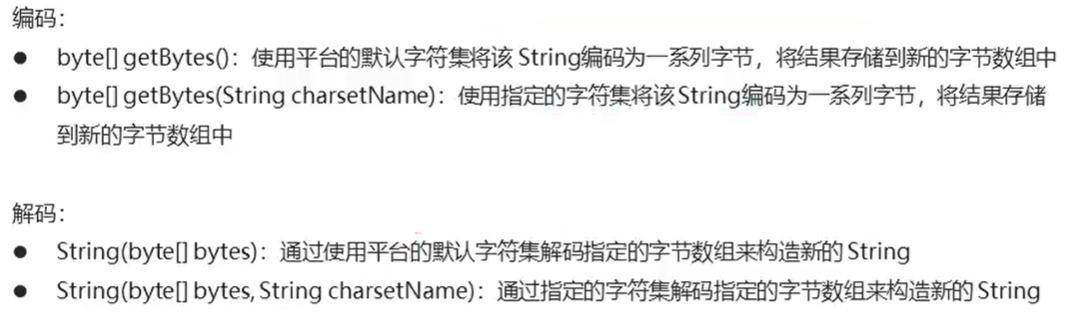 编码：
● byte[] getBytes()：使用平台的默认字符集将该 String编码为一系列字节，将结果存储到新的字节数组中
● byte[] getBytes(String charsetName)：使用指定的字符集将该String编码为一系列字节，将结果存储
到新的字节数组中
解码：
● String(byte[] bytes)：通过使用平台的默认字符集解码指定的字节数组来构造新的 String
● String(byte[] bytes, String charsetName)：通过指定的字符集解码指定的字节数组来构造新的 String